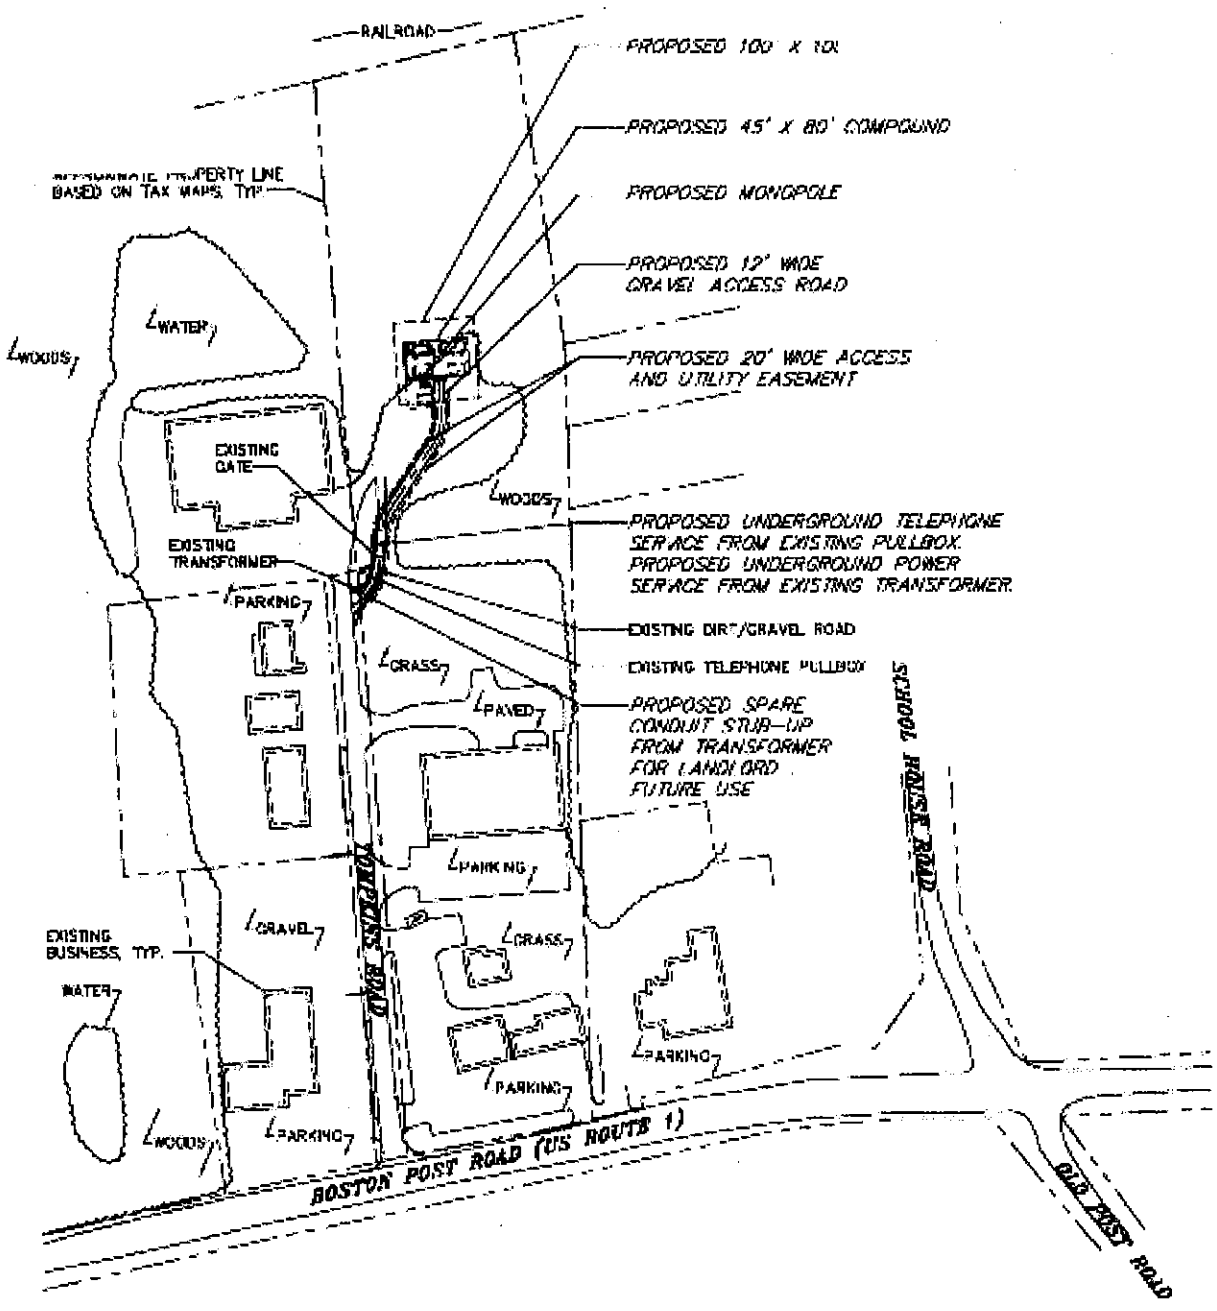 RAILROAD
PROPOSED 100' X
PROPOSED 45' X 80' COMPOUND
PROPERTY LINE
BASED ON TAX MAPS, TYP.
PROPOSED MONOPOLE
PROPOSED 12' WIDE
GRAVEL ACCESS ROAD
WATER
WOODS
PROPOSED 20' WIDE ACCESS
AND UTILITY EASEMENT
EXISTING
GATE
WOODS
PROPOSED UNDERGROUND TELEPHONE
SERVICE FROM EXISTING PULLBOX.
PROPOSED UNDERGROUND POWER
SERVICE FROM EXISTING TRANSFORMER.
EXISTING
TRANSFORMER
PARKING
EXISTING DIRT/GRAVEL ROAD
GRASS
EXISTING TELEPHONE PULLBOX
SCHOOL HOUSE ROAD
PAVED
PROPOSED SPARE
CONDUIT STUB-UP
FROM TRANSFORMER
FOR LANDLORD
FUTURE USE
TOMPKINS ROAD
PARKING
GRAVEL
GRASS
EXISTING
BUSINESS, TYP.
WATER
PARKING
PARKING
WOODS
PARKING
BOSTON POST ROAD (US ROUTE 1)
OLD POST ROAD